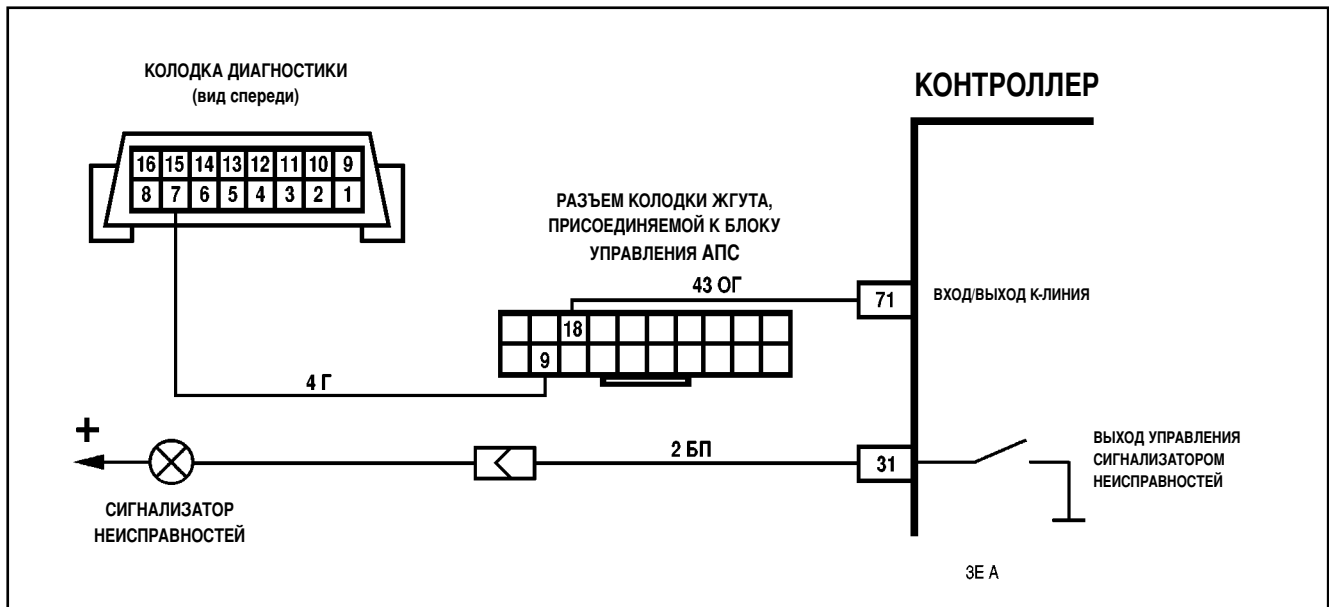 КОЛОДКА ДИАГНОСТИКИ
(вид спереди)
16 15 14 13 12 11 10 9
8 7 6 5 4 3 2 1
КОНТРОЛЛЕР
РАЗЪЕМ КОЛОДКИ ЖГУТА,
ПРИСОЕДИНЯЕМОЙ К БЛОКУ
УПРАВЛЕНИЯ АПС
43 ОГ
71
ВХОД/ВЫХОД К-ЛИНИЯ
18
9
4 Г
+
2 БП
31
ВЫХОД УПРАВЛЕНИЯ
СИГНАЛИЗАТОРОМ
НЕИСПРАВНОСТЕЙ
СИГНАЛИЗАТОР
НЕИСПРАВНОСТЕЙ
ЗЕ А